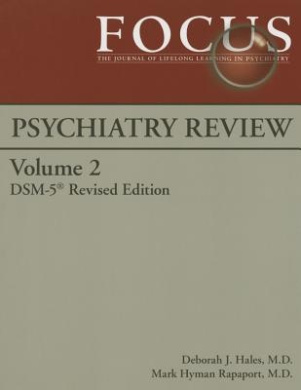 FOCUS
THE JOURNAL OF LIFELONG LEARNING IN PSYCHIATRY
PSYCHIATRY REVIEW
Volume 2
DSM-5® Revised Edition
Deborah J. Hales, M.D.
Mark Hyman Rapaport, M.D.